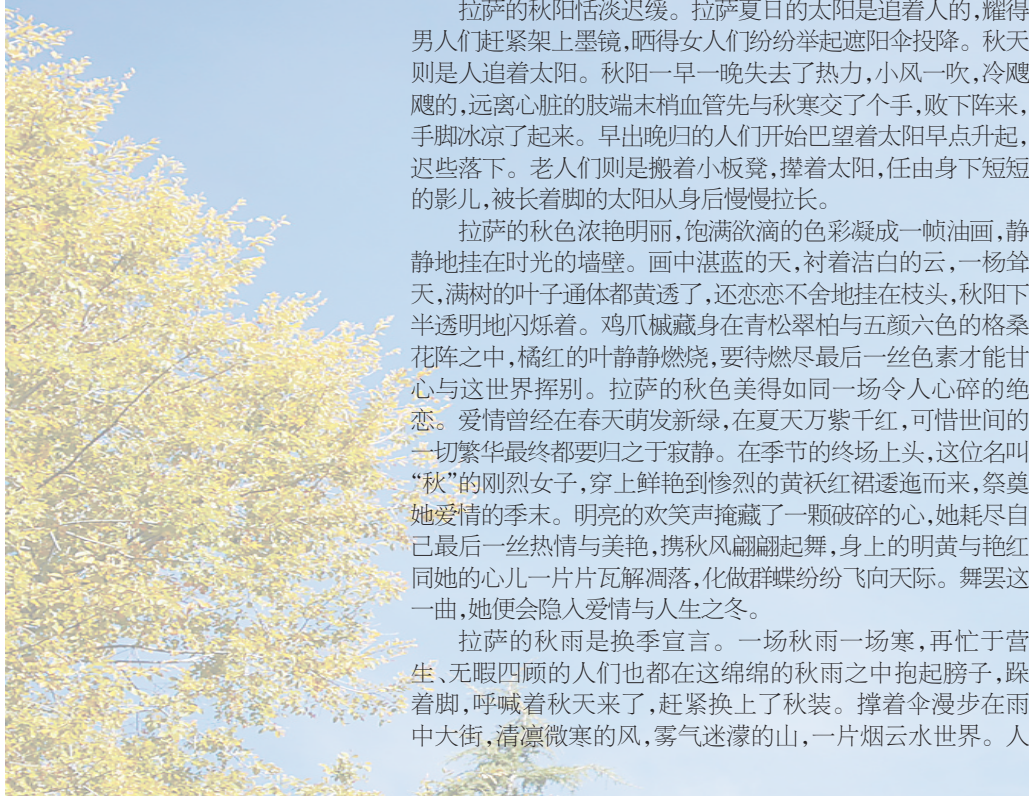 拉萨的秋阳恬淡迟缓。拉萨夏日的太阳是追着人的,耀得
男人们赶紧架上墨镜,晒得女人们纷纷举起遮阳伞投降。秋天
则是人追着太阳。秋阳一早一晚失去了热力,小风一吹,冷飕
飕的,远离心脏的肢端末梢血管先与秋寒交了个手,败下阵来,
手脚冰凉了起来。早出晚归的人们开始巴望着太阳早点升起,
迟些落下。老人们则是搬着小板凳,撵着太阳,任由身下短短
的影儿,被长着脚的太阳从身后慢慢拉长。
拉萨的秋色浓艳明丽,饱满欲滴的色彩凝成一帧油画,静
静地挂在时光的墙壁。画中湛蓝的天,衬着洁白的云,一杨耸
天,满树的叶子通体都黄透了,还恋恋不舍地挂在枝头,秋阳下
半透明地闪烁着。鸡爪槭藏身在青松翠柏与五颜六色的格桑
花阵之中,橘红的叶静静燃烧,要待燃尽最后一丝色素才能甘
心与这世界挥别。拉萨的秋色美得如同一场令人心碎的绝
恋。爱情曾经在春天萌发新绿,在夏天万紫千红,可惜世间的
一切繁华最终都要归之于寂静。在季节的终场上头,这位名叫
“秋”的刚烈女子,穿上鲜艳到惨烈的黄袄红裙逶迤而来,祭奠
她爱情的季末。明亮的欢笑声掩藏了一颗破碎的心,她耗尽自
己最后一丝热情与美艳,携秋风翩翩起舞,身上的明黄与艳红
同她的心儿一片片瓦解凋落,化做群蝶纷纷飞向天际。舞罢这
一曲,她便会隐入爱情与人生之冬。
拉萨的秋雨是换季宣言。一场秋雨一场寒,再忙于营
生、无暇四顾的人们也都在这绵绵的秋雨之中抱起膀子,跺
着脚,呼喊着秋天来了,赶紧换上了秋装。撑着伞漫步在雨
中大街,清凛微寒的风,雾气迷濛的山,一片烟云水世界。人